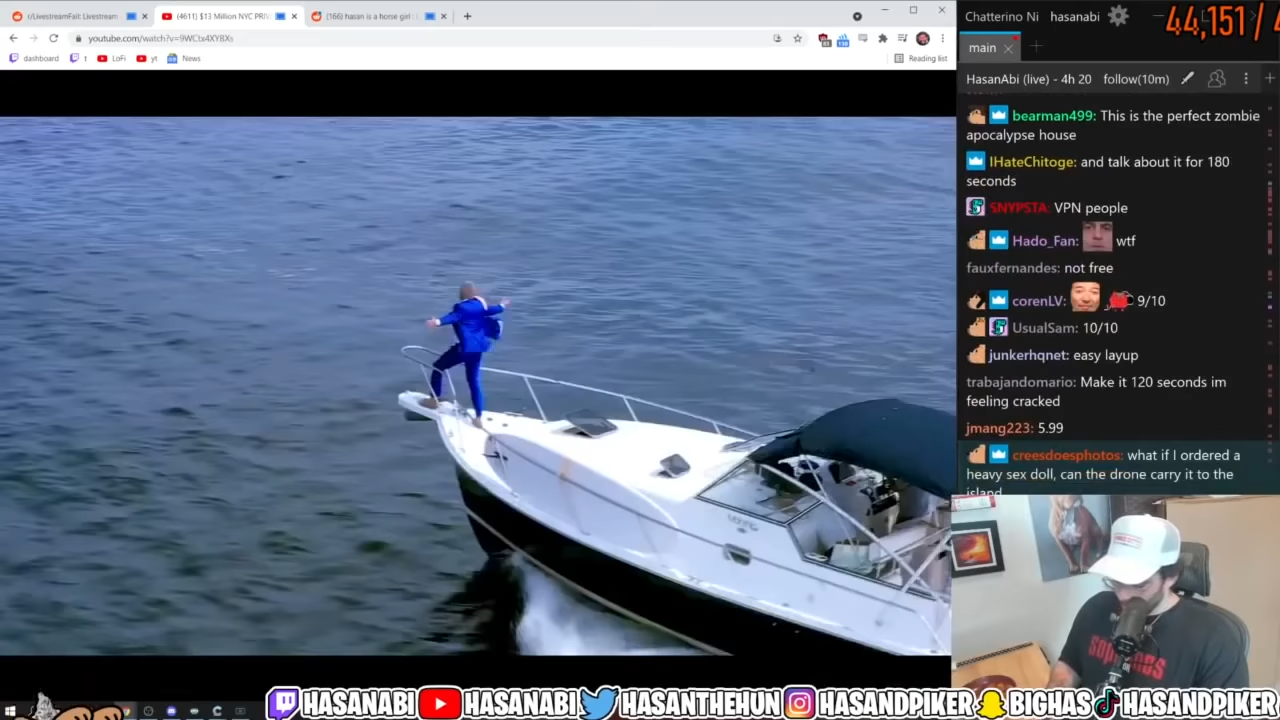 r/LivestreamFail: Livestream
(4611) $13 Million NYC PRIV
(166) hasan is a horse girl :
youtube.com/watch?v=9WCtx4XYBXs
dashboard
t
LoFi
yt
News
Reading list
Chatterino Ni
hasanabi
44,151 / 4
main
HasanAbi (live) - 4h 20
follow(10m)
bearman499: This is the perfect zombie
apocalypse house
IHateChitoge: and talk about it for 180
seconds
SNYPSTA: VPN people
Hado_Fan: wtf
fauxfernandes: not free
corenLV: 9/10
UsualSam: 10/10
junkerhqnet: easy layup
trabajandomario: Make it 120 seconds im
feeling cracked
jmang223: 5.99
creesdoesphotos: what if I ordered a
heavy sex doll, can the drone carry it to the
island
HASANABI HASANABI HASANTHEHUN HASANDPIKER BIGHAS HASANDPIKER